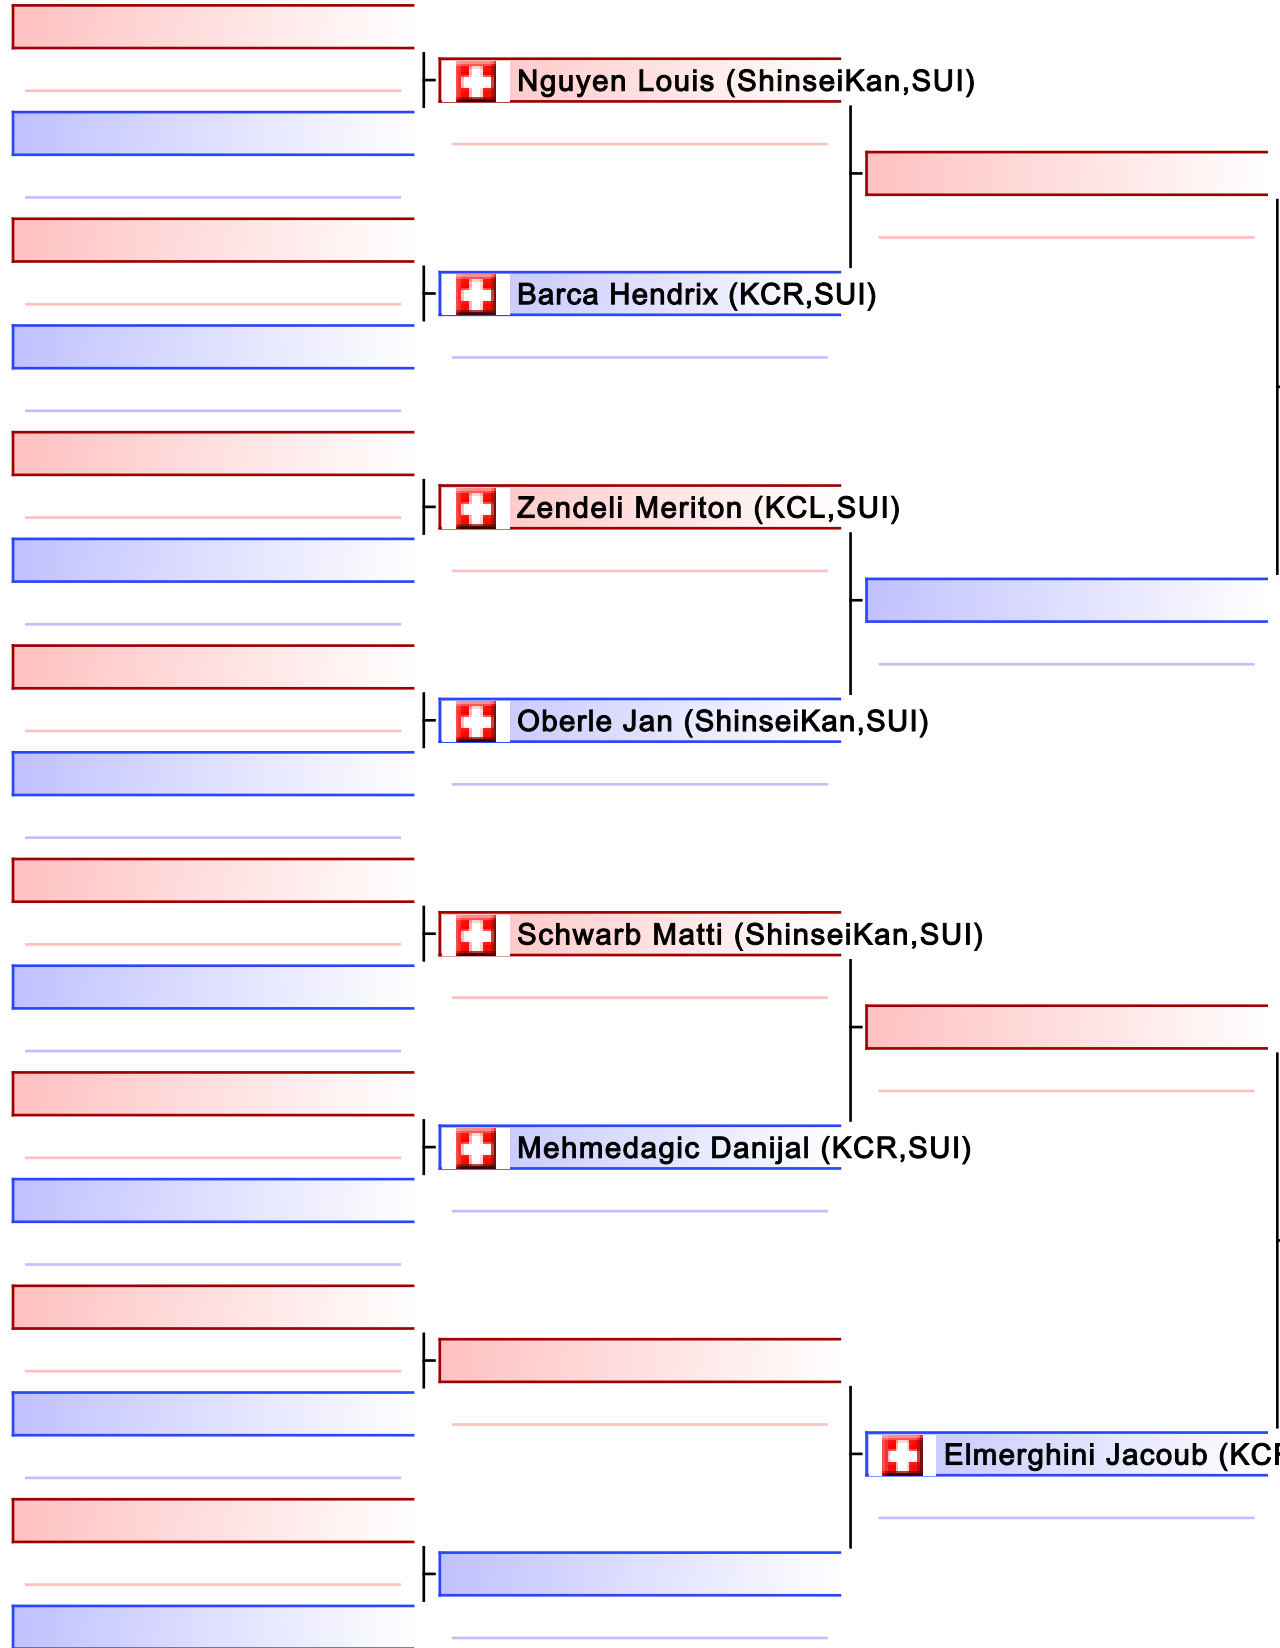 Nguyen Louis (ShinseiKan,SUI)
Barca Hendrix (KCR,SUI)
Zendeli Meriton (KCL,SUI)
Oberle Jan (ShinseiKan,SUI)
Schwarb Matti (ShinseiKan,SUI)
Mehmedagic Danijal (KCR,SUI)
Elmerghini Jacoub